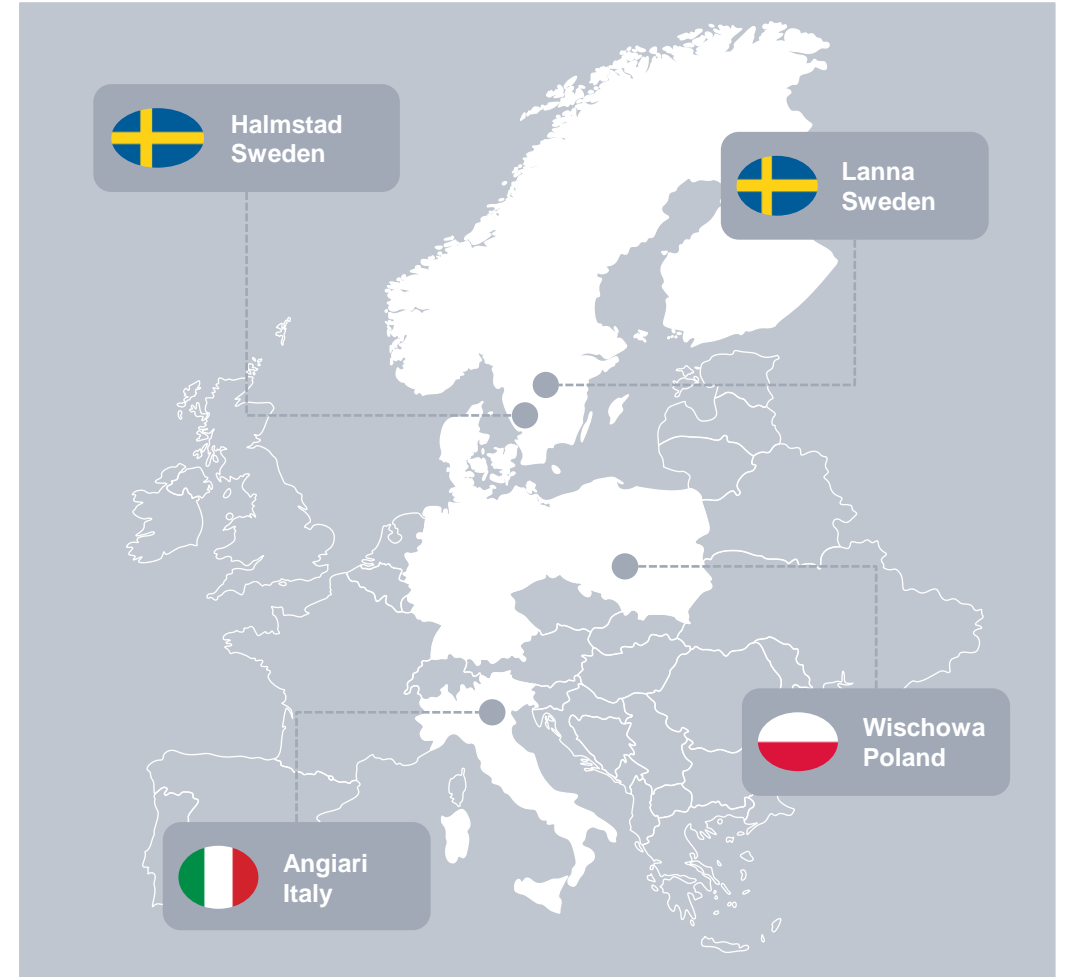 Halmstad
Sweden
Lanna
Sweden
Wischowa
Poland
Angiari
Italy